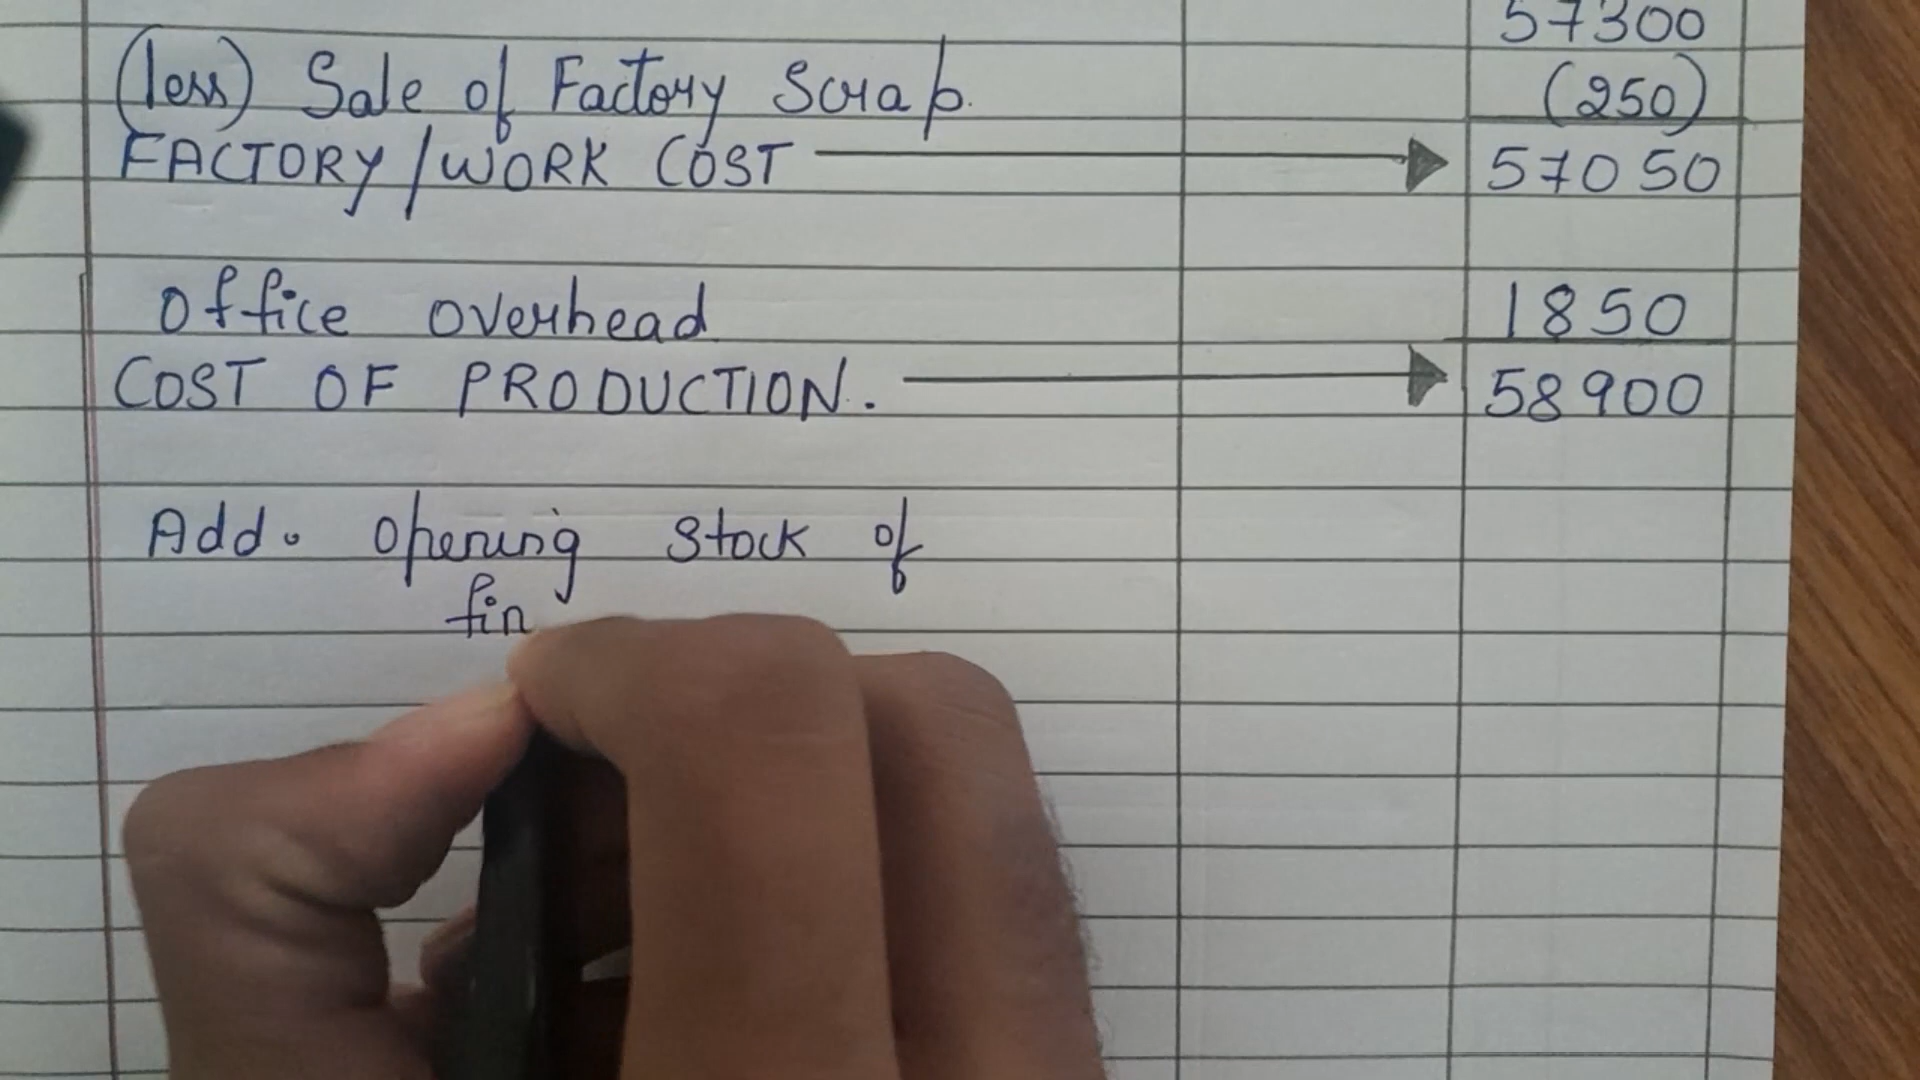 57300
(less) Sale of Factory Scrap. (250)
FACTORY/WORK COST 57050
office overhead 1850
COST OF PRODUCTION. 58900
Add. opening stock of
fin